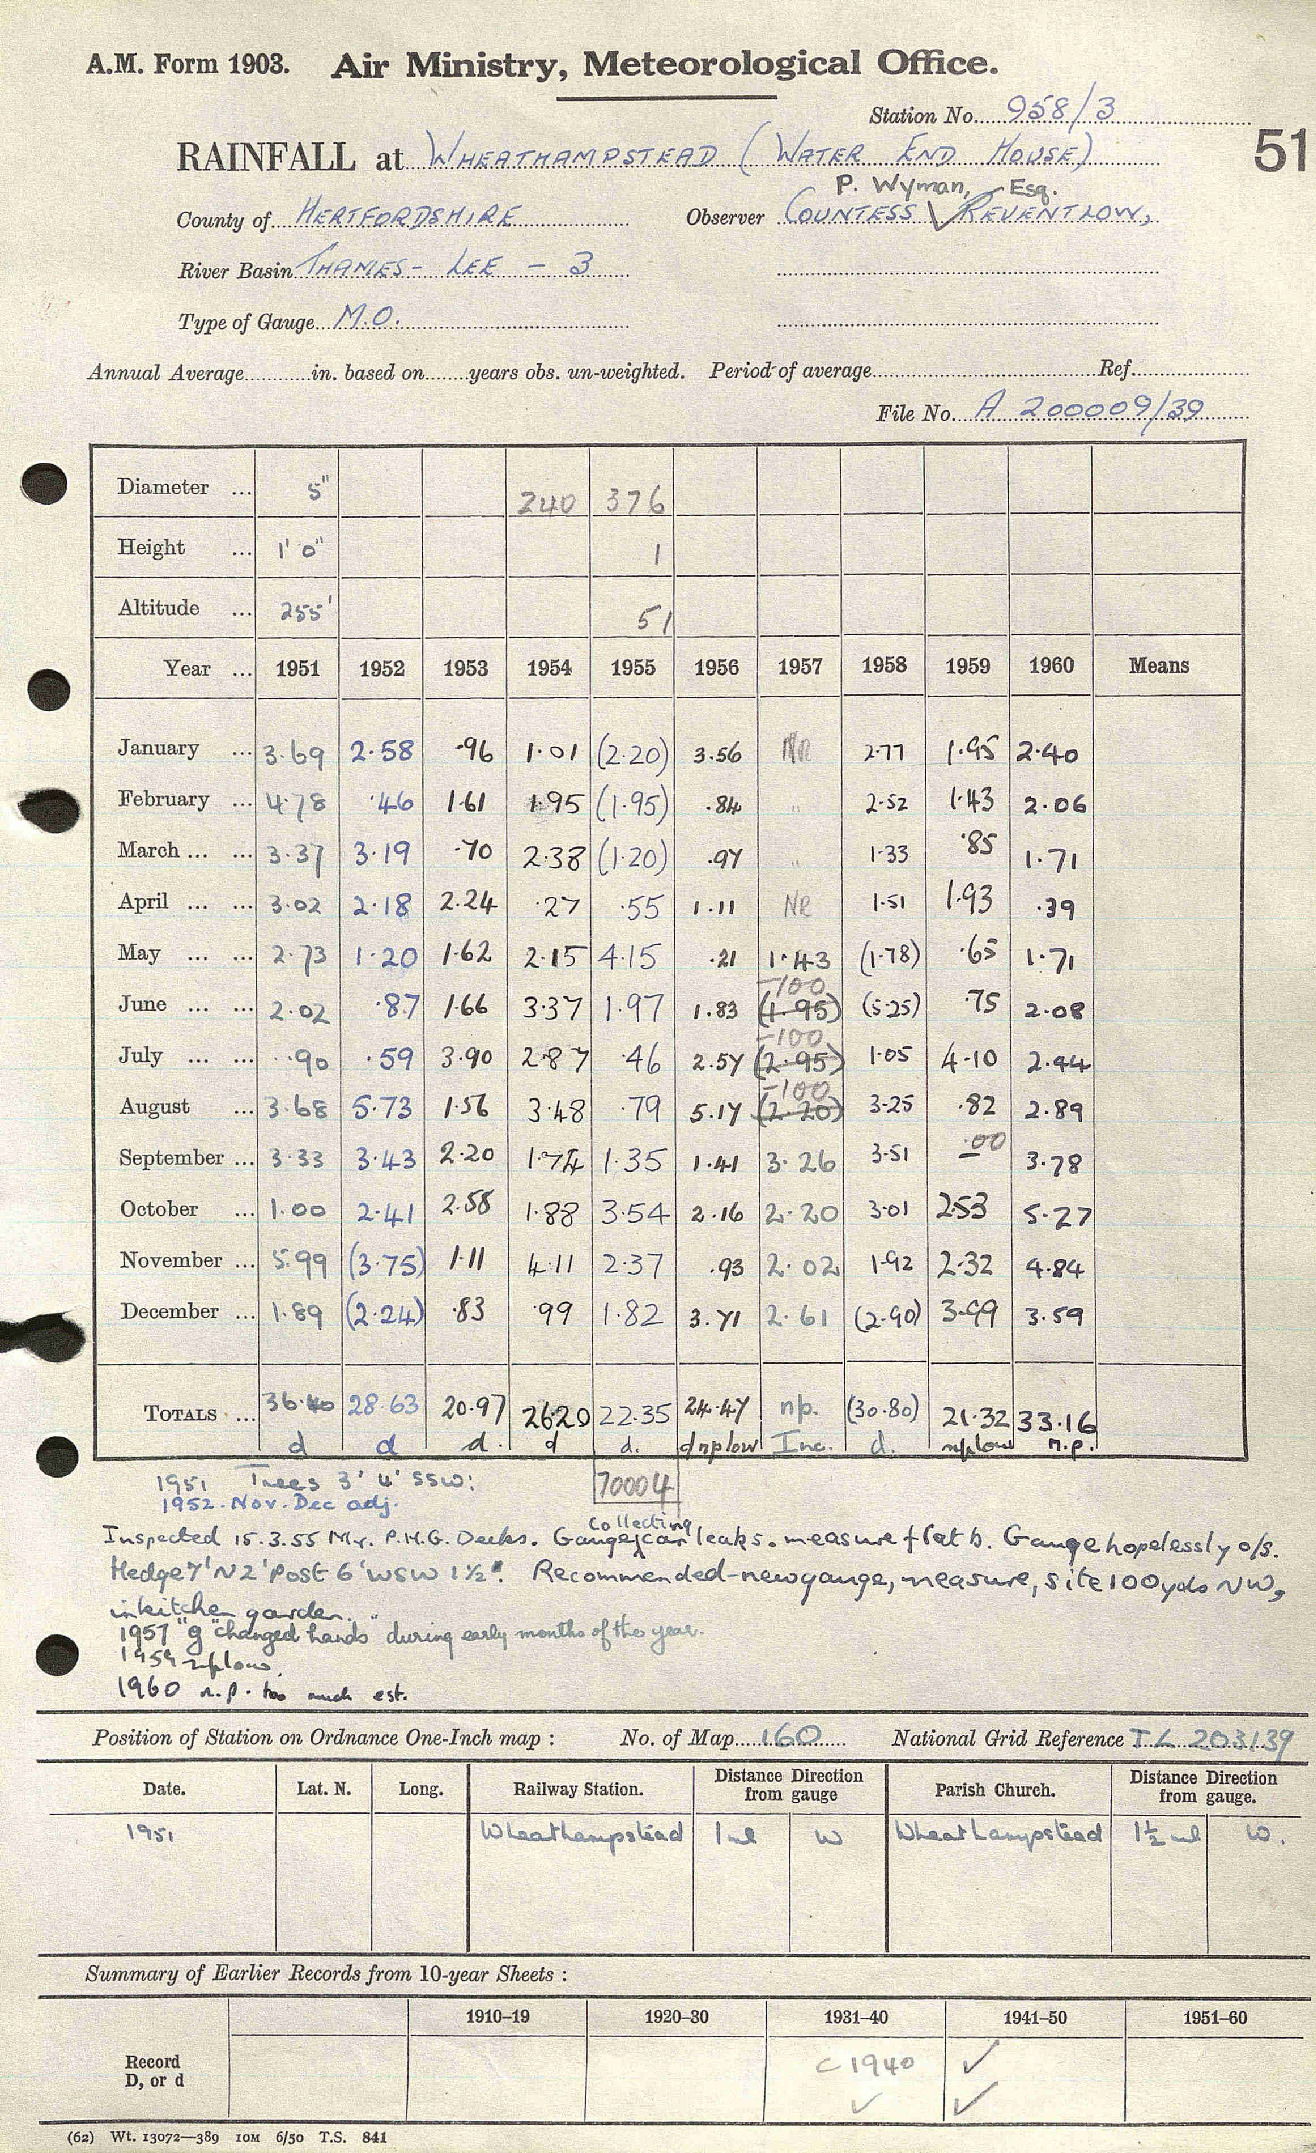 A.M. Form 1903. Air Ministry, Meteorological Office.
Station No. 958/3
51
RAINFALL at WHEATHAMPSTEAD (WATER END HOUSE)
P. Wyman, Esq.
County of HERTFORDSHIRE Observer COUNTESS REVENTLOW,
River Basin THAMES - LEE - 3
Type of Gauge M.O.
Annual Average in. based on years obs. un-weighted. Period of average Ref.
File No. A 200009/39
Diameter ... 5" 240 376
Height ... 1' 0" 1
Altitude ... 255' 51
Year ... 1951 1952 1953 1954 1955 1956 1957 1958 1959 1960 Means
January ... 3.69 2.58 .96 1.01 (2.20) 3.56 NR 2.77 1.95 2.40
February ... 4.78 .46 1.61 1.95 (1.95) .84 " 2.52 1.43 2.06
March ... ... 3.37 3.19 .70 2.38 (1.20) .97 " 1.33 .85 1.71
April ... ... 3.02 2.18 2.24 .27 .55 1.11 NR 1.51 1.93 .39
May ... ... 2.73 1.20 1.62 2.15 4.15 .21 1.43 (1.78) .65 1.71
-100
June ... ... 2.02 .87 1.66 3.37 1.97 1.83 (1.95) (5.25) .75 2.08
-100
July ... ... .90 .59 3.90 2.87 .46 2.57 (2.95) 1.05 4.10 2.44
-100
August ... 3.68 5.73 1.56 3.48 .79 5.17 (2.20) 3.25 .82 2.89
September ... 3.33 3.43 2.20 1.74 1.35 1.41 3.26 3.51 .00 3.78
October ... 1.00 2.41 2.55 1.88 3.54 2.16 2.20 3.01 2.53 5.27
November ... 5.99 (3.75) 1.11 4.11 2.37 .93 2.02 1.92 2.32 4.84
December ... 1.89 (2.24) .83 .99 1.82 3.71 2.61 (2.90) 3.99 3.59
TOTALS ... 36.40 28.63 20.97 26.20 22.35 24.47 n.p. (30.80) 21.32 33.16
d d d. d d. d nplow Inc. d. nplow n.p.
1951 Trees 3' 4' SSW: 70004
1952. Nov. Dec adj.
Collecting
Inspected 15.3.55 Mr. P.H.G. Decks. Gauge, can leaks. measure flat b. Gauge hopelessly o/s.
Hedge 7' N 2' Post 6' WSW 1½". Recommended - new gauge, measure, site 100 yds NW,
in kitchen garden.
1957 "g" changed hands during early months of the year.
1959 nplow.
1960 n.p. too much est.
Position of Station on Ordnance One-Inch map : No. of Map 160 National Grid Reference TL 203139
Date. Lat. N. Long. Railway Station. Distance from gauge Direction Parish Church. Distance from gauge. Direction
1951 Wheathampstead 1 ml W Wheathampstead 1½ ml W.
Summary of Earlier Records from 10-year Sheets :
1910–19 1920–30 1931–40 1941–50 1951–60
Record c 1940 ✓
D, or d ✓ ✓
(62) Wt. 13072—389 10M 6/50 T.S. 841